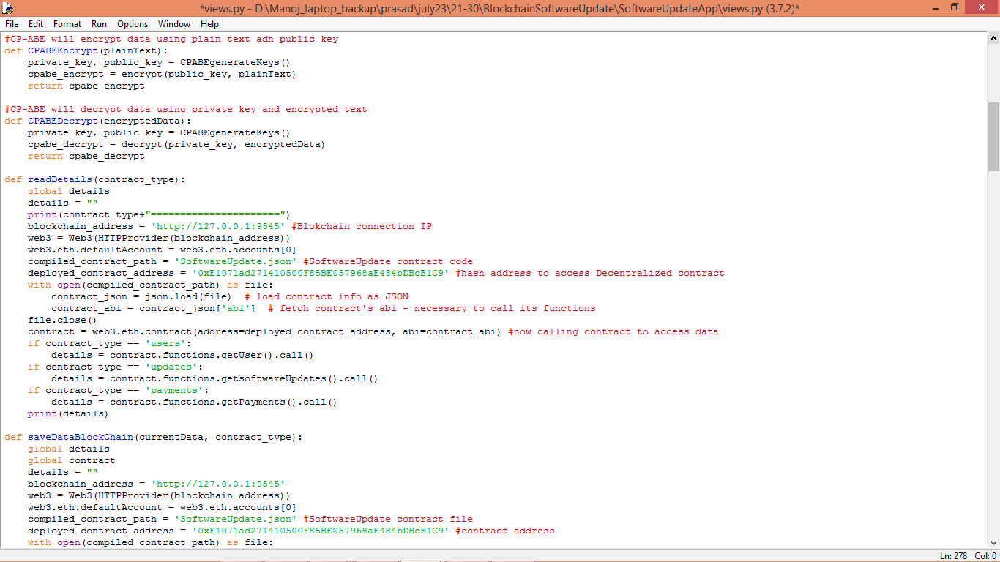 *views.py - D:\Manoj_laptop_backup\prasad\july23\21-30\BlockchainSoftwareUpdate\SoftwareUpdateApp\views.py (3.7.2)*
File Edit Format Run Options Window Help
#CP-ABE will encrypt data using plain text adn public key
def CPABEEncrypt(plainText):
    private_key, public_key = CPABEgenerateKeys()
    cpabe_encrypt = encrypt(public_key, plainText)
    return cpabe_encrypt

#CP-ABE will decrypt data using private key and encrypted text
def CPABEDecrypt(encryptedData):
    private_key, public_key = CPABEgenerateKeys()
    cpabe_decrypt = decrypt(private_key, encryptedData)
    return cpabe_decrypt

def readDetails(contract_type):
    global details
    details = ""
    print(contract_type+"======================")
    blockchain_address = 'http://127.0.0.1:9545' #Blokchain connection IP
    web3 = Web3(HTTPProvider(blockchain_address))
    web3.eth.defaultAccount = web3.eth.accounts[0]
    compiled_contract_path = 'SoftwareUpdate.json' #SoftwareUpdate contract code
    deployed_contract_address = '0xE1071ad271410500F85BE057968aE484bDBcB1C9' #hash address to access Decentralized contract
    with open(compiled_contract_path) as file:
        contract_json = json.load(file)  # load contract info as JSON
        contract_abi = contract_json['abi']  # fetch contract's abi - necessary to call its functions
    file.close()
    contract = web3.eth.contract(address=deployed_contract_address, abi=contract_abi) #now calling contract to access data
    if contract_type == 'users':
        details = contract.functions.getUser().call()
    if contract_type == 'updates':
        details = contract.functions.getsoftwareUpdates().call()
    if contract_type == 'payments':
        details = contract.functions.getPayments().call()
    print(details)

def saveDataBlockChain(currentData, contract_type):
    global details
    global contract
    details = ""
    blockchain_address = 'http://127.0.0.1:9545'
    web3 = Web3(HTTPProvider(blockchain_address))
    web3.eth.defaultAccount = web3.eth.accounts[0]
    compiled_contract_path = 'SoftwareUpdate.json' #SoftwareUpdate contract file
    deployed_contract_address = '0xE1071ad271410500F85BE057968aE484bDBcB1C9' #contract address
    with open(compiled_contract_path) as file:
Ln: 278 Col: 0